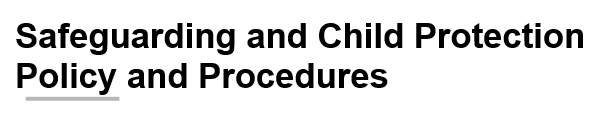 Safeguarding and Child Protection
Policy and Procedures